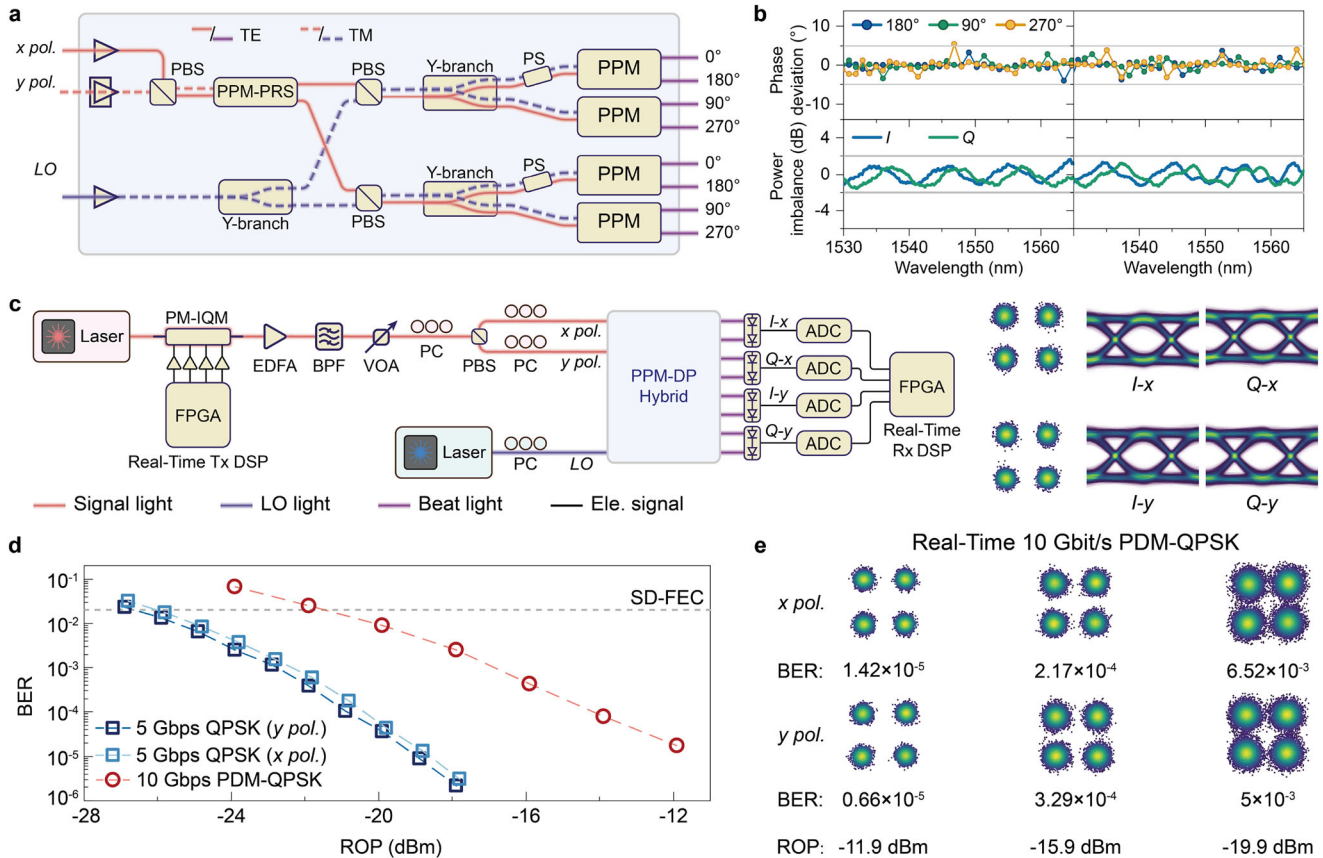 a
x pol.
y pol.
LO
TE
TM
PBS
PPM-PRS
PBS
Y-branch
PS
PPM
PPM
0°
180°
90°
270°
Y-branch
PBS
Y-branch
PS
PPM
PPM
0°
180°
90°
270°
b
180° 90° 270°
Phase
deviation (°)
10
0
-10
I Q
Power
imbalance (dB)
4
0
-4
1530 1540 1550 1560 1540 1550 1560
Wavelength (nm) Wavelength (nm)
c
Laser
PM-IQM
FPGA
Real-Time Tx DSP
EDFA
BPF
VOA
PC
PBS
x pol.
PC
y pol.
Laser
PC
LO
PPM-DP
Hybrid
I-x
Q-x
I-y
Q-y
ADC
ADC
ADC
ADC
FPGA
Real-Time
Rx DSP
Signal light
LO light
Beat light
Ele. signal
I-x Q-x
I-y Q-y
d
BER
10-1
10-2
10-3
10-4
10-5
10-6
SD-FEC
5 Gbps QPSK (y pol.)
5 Gbps QPSK (x pol.)
10 Gbps PDM-QPSK
-28 -24 -20 -16 -12
ROP (dBm)
e
Real-Time 10 Gbit/s PDM-QPSK
x pol.
BER: 1.42×10-5 2.17×10-4 6.52×10-3
y pol.
BER: 0.66×10-5 3.29×10-4 5×10-3
ROP: -11.9 dBm -15.9 dBm -19.9 dBm